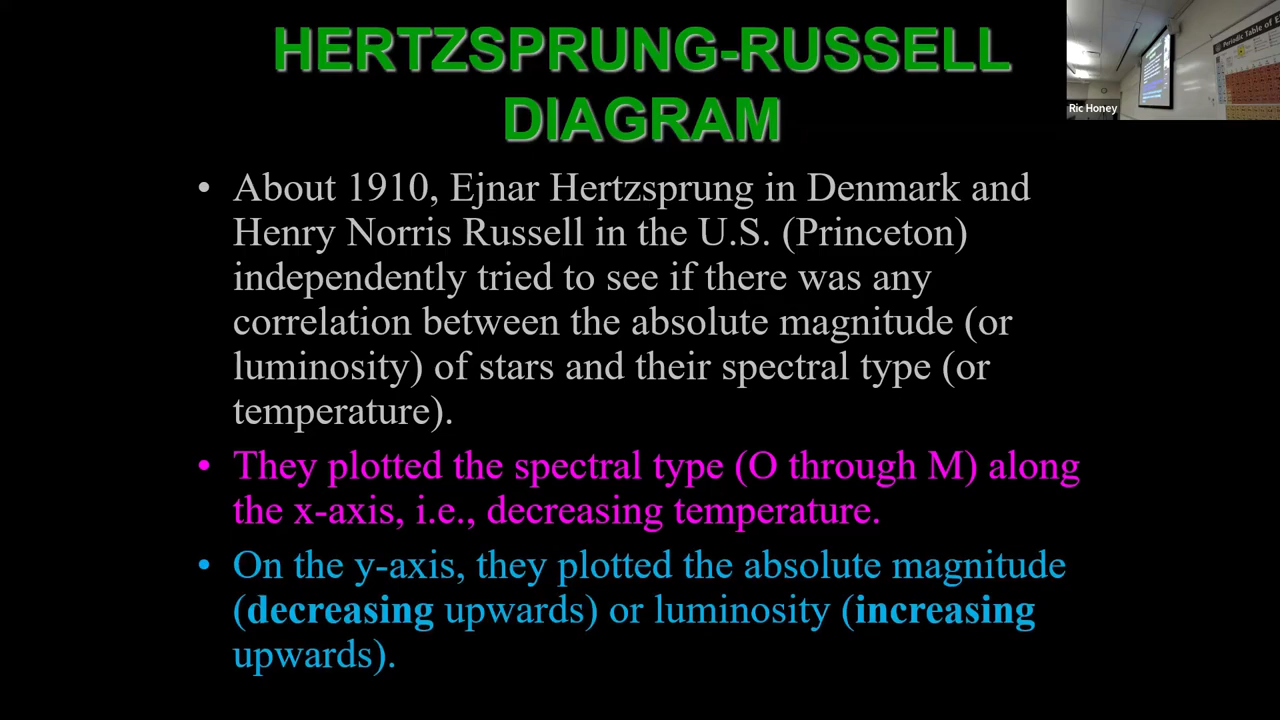 HERTZSPRUNG-RUSSELL
DIAGRAM
• About 1910, Ejnar Hertzsprung in Denmark and
Henry Norris Russell in the U.S. (Princeton)
independently tried to see if there was any
correlation between the absolute magnitude (or
luminosity) of stars and their spectral type (or
temperature).
• They plotted the spectral type (O through M) along
the x-axis, i.e., decreasing temperature.
• On the y-axis, they plotted the absolute magnitude
(decreasing upwards) or luminosity (increasing
upwards).
Ric Honey
Periodic Table of